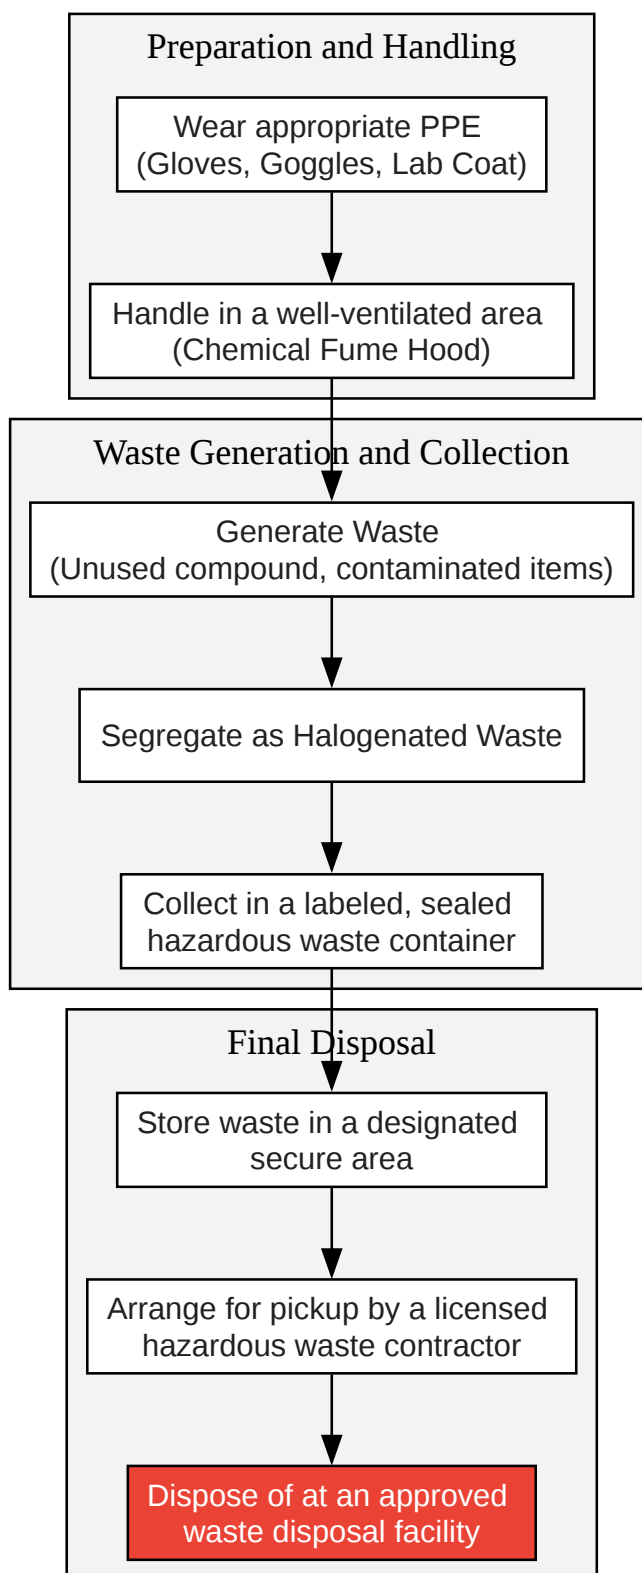 Preparation and Handling
Wear appropriate PPE
(Gloves, Goggles, Lab Coat)
Handle in a well-ventilated area
(Chemical Fume Hood)
Waste Generation and Collection
Generate Waste
(Unused compound, contaminated items)
Segregate as Halogenated Waste
Collect in a labeled, sealed
hazardous waste container
Final Disposal
Store waste in a designated
secure area
Arrange for pickup by a licensed
hazardous waste contractor
Dispose of at an approved
waste disposal facility